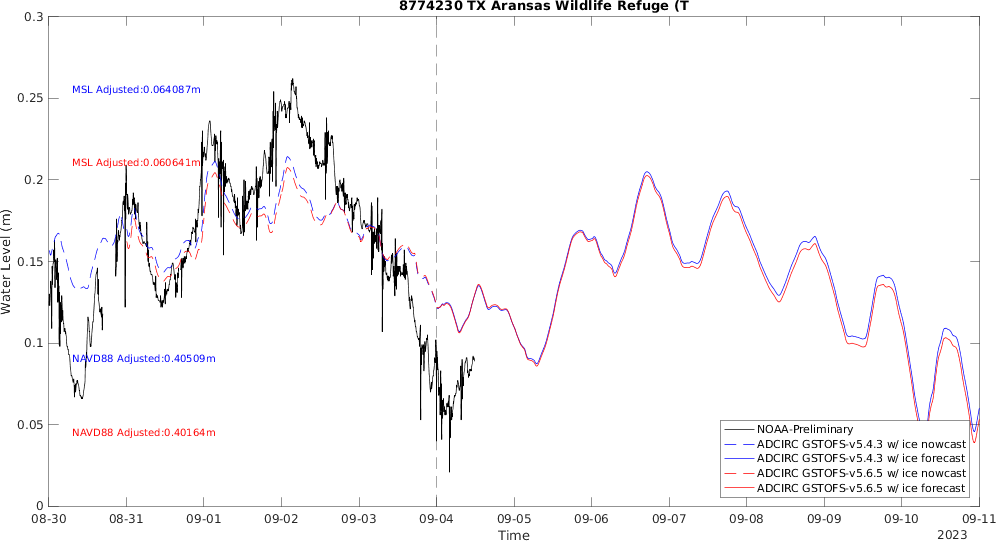 8774230 TX Aransas Wildlife Refuge (T
Water Level (m)
0.3
0.25
0.2
0.15
0.1
0.05
0
MSL Adjusted:0.064087m
MSL Adjusted:0.060641m
NAVD88 Adjusted:0.40509m
NAVD88 Adjusted:0.40164m
NOAA-Preliminary
ADCIRC GSTOFS-v5.4.3 w/ ice nowcast
ADCIRC GSTOFS-v5.4.3 w/ ice forecast
ADCIRC GSTOFS-v5.6.5 w/ ice nowcast
ADCIRC GSTOFS-v5.6.5 w/ ice forecast
08-30 08-31 09-01 09-02 09-03 09-04 09-05 09-06 09-07 09-08 09-09 09-10 09-11
Time
2023